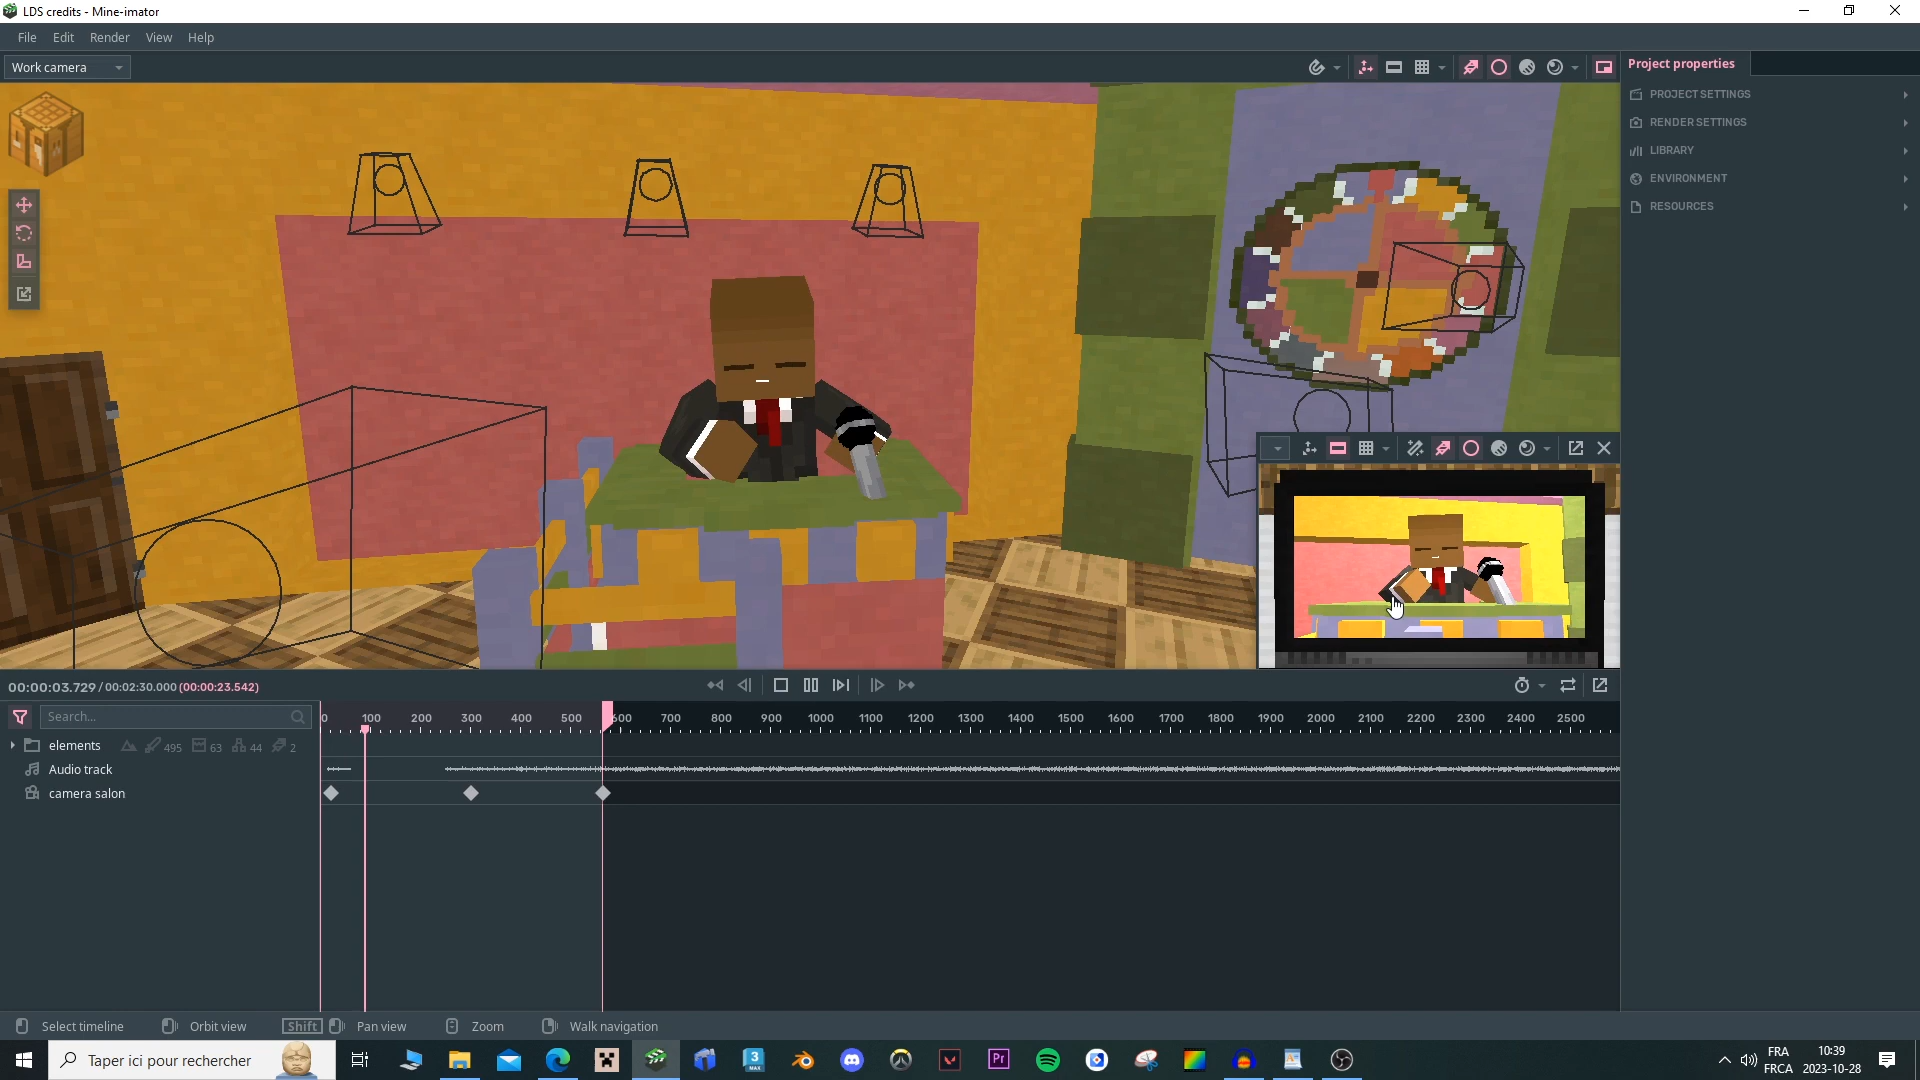 LDS credits - Mine-imator
File Edit Render View Help
Work camera
Project properties
PROJECT SETTINGS
RENDER SETTINGS
LIBRARY
ENVIRONMENT
RESOURCES
00:00:03.729 / 00:02:30.000 (00:00:23.542)
Search...
0 100 200 300 400 500 600 700 800 900 1000 1100 1200 1300 1400 1500 1600 1700 1800 1900 2000 2100 2200 2300 2400 2500
elements 495 63 44 2
Audio track
camera salon
Select timeline Orbit view Shift Pan view Zoom Walk navigation
Taper ici pour rechercher
3
MAX
Pr
FRA
FRCA
10:39
2023-10-28